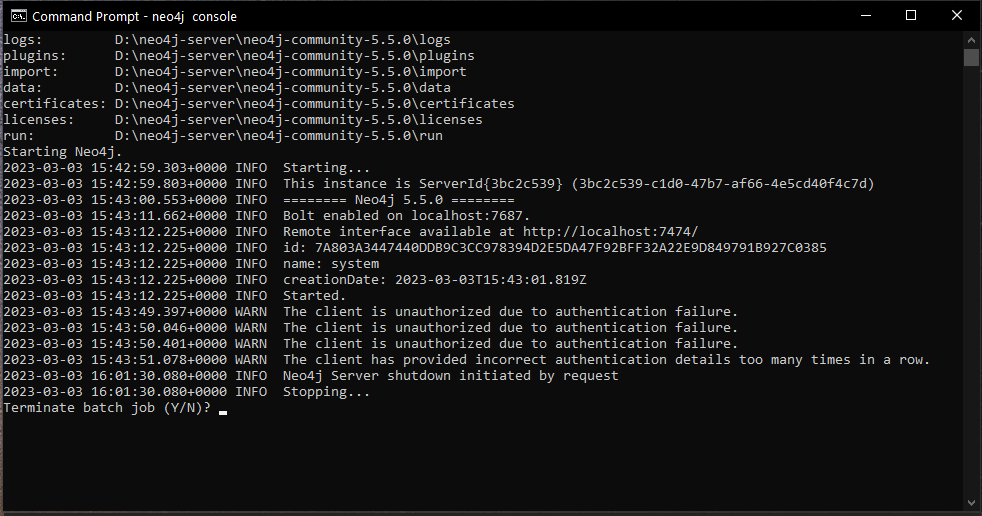 Command Prompt - neo4j  console
logs:         D:\neo4j-server\neo4j-community-5.5.0\logs
plugins:      D:\neo4j-server\neo4j-community-5.5.0\plugins
import:       D:\neo4j-server\neo4j-community-5.5.0\import
data:         D:\neo4j-server\neo4j-community-5.5.0\data
certificates: D:\neo4j-server\neo4j-community-5.5.0\certificates
licenses:     D:\neo4j-server\neo4j-community-5.5.0\licenses
run:          D:\neo4j-server\neo4j-community-5.5.0\run
Starting Neo4j.
2023-03-03 15:42:59.303+0000 INFO  Starting...
2023-03-03 15:42:59.803+0000 INFO  This instance is ServerId{3bc2c539} (3bc2c539-c1d0-47b7-af66-4e5cd40f4c7d)
2023-03-03 15:43:00.553+0000 INFO  ======== Neo4j 5.5.0 ========
2023-03-03 15:43:11.662+0000 INFO  Bolt enabled on localhost:7687.
2023-03-03 15:43:12.225+0000 INFO  Remote interface available at http://localhost:7474/
2023-03-03 15:43:12.225+0000 INFO  id: 7A803A3447440DDB9C3CC978394D2E5DA47F92BFF32A22E9D849791B927C0385
2023-03-03 15:43:12.225+0000 INFO  name: system
2023-03-03 15:43:12.225+0000 INFO  creationDate: 2023-03-03T15:43:01.819Z
2023-03-03 15:43:12.225+0000 INFO  Started.
2023-03-03 15:43:49.397+0000 WARN  The client is unauthorized due to authentication failure.
2023-03-03 15:43:50.046+0000 WARN  The client is unauthorized due to authentication failure.
2023-03-03 15:43:50.401+0000 WARN  The client is unauthorized due to authentication failure.
2023-03-03 15:43:51.078+0000 WARN  The client has provided incorrect authentication details too many times in a row.
2023-03-03 16:01:30.080+0000 INFO  Neo4j Server shutdown initiated by request
2023-03-03 16:01:30.080+0000 INFO  Stopping...
Terminate batch job (Y/N)?